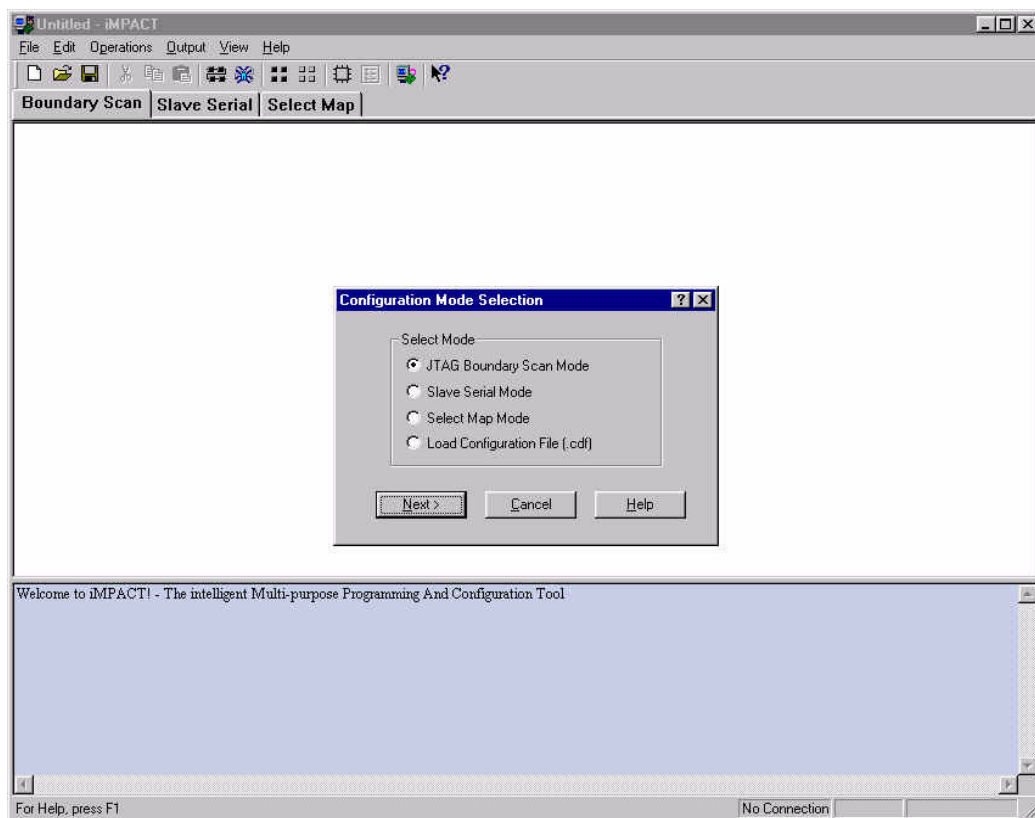 Untitled - iMPACT
File Edit Operations Output View Help
Boundary Scan Slave Serial Select Map
Configuration Mode Selection
Select Mode
JTAG Boundary Scan Mode
Slave Serial Mode
Select Map Mode
Load Configuration File (.cdf)
Next > Cancel Help
Welcome to iMPACT! - The intelligent Multi-purpose Programming And Configuration Tool
For Help, press F1 No Connection